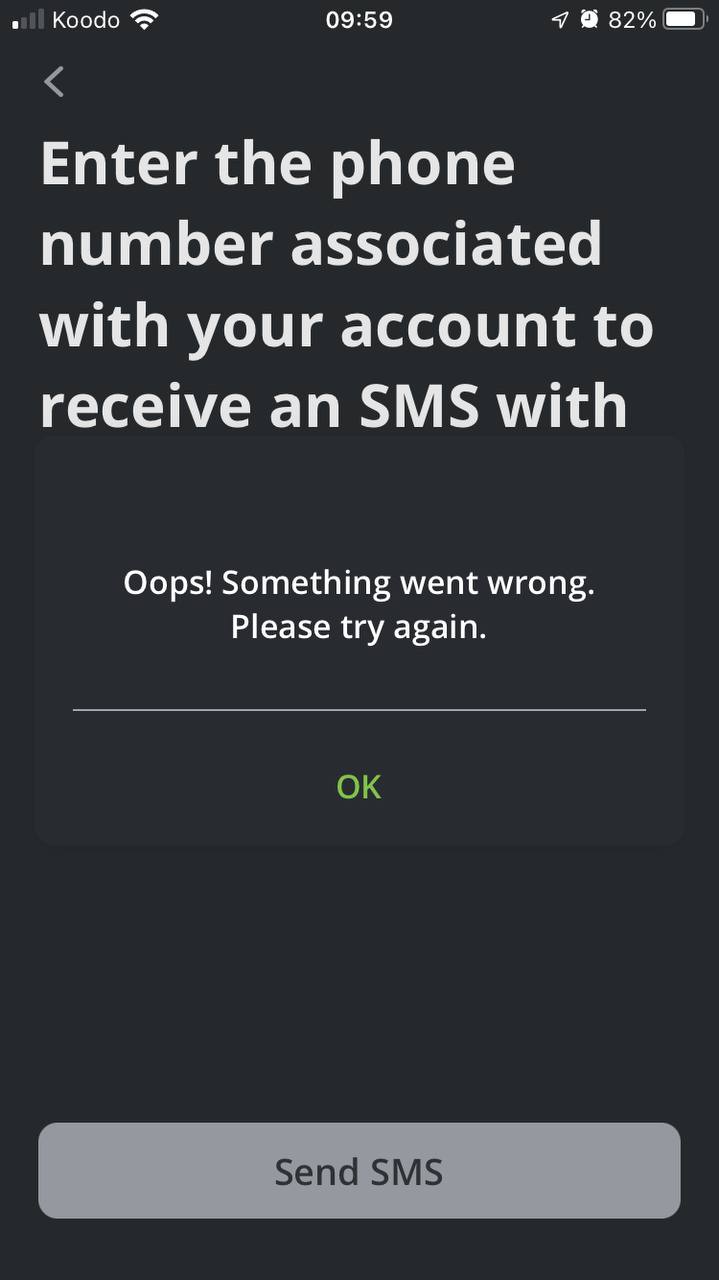 Koodo 09:59 82%
Enter the phone
number associated
with your account to
receive an SMS with
Oops! Something went wrong.
Please try again.
OK
Send SMS